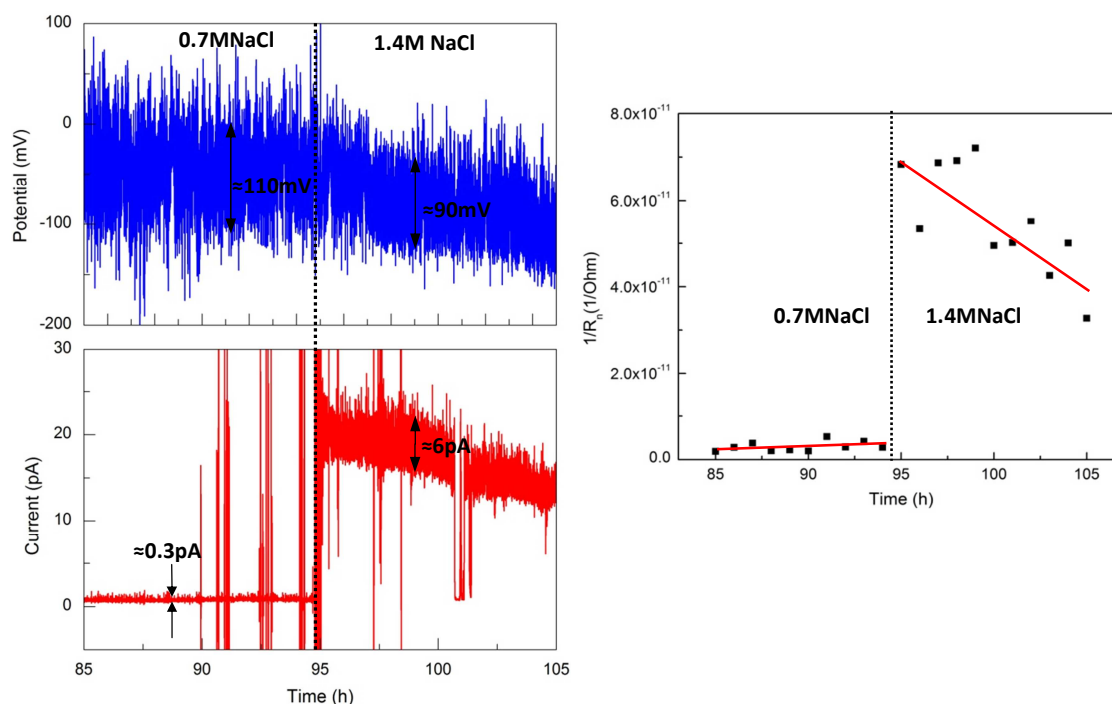 0.7MNaCl
1.4M NaCl
100
0
-100
-200
Potential (mV)
≈110mV
≈90mV
30
20
10
0
Current (pA)
≈0.3pA
≈6pA
85
90
95
100
105
Time (h)
8.0x10-11
6.0x10-11
4.0x10-11
2.0x10-11
0.0
1/Rn(1/Ohm)
0.7MNaCl
1.4MNaCl
85
90
95
100
105
Time (h)